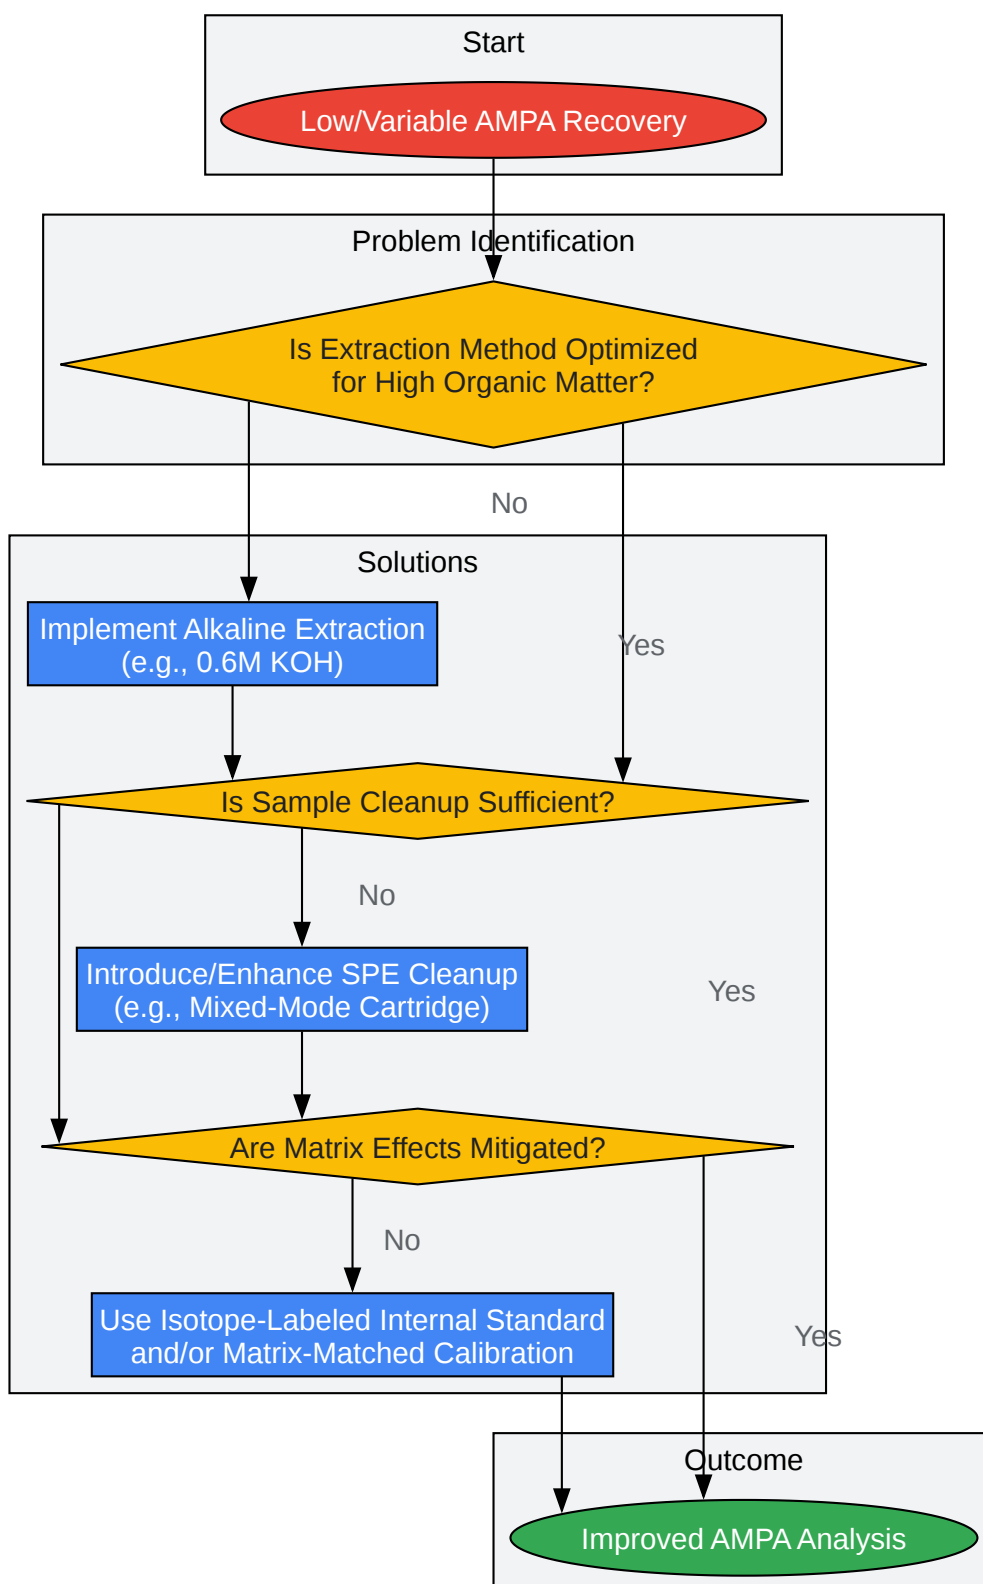 Start
Low/Variable AMPA Recovery
Problem Identification
Is Extraction Method Optimized
for High Organic Matter?
No
Solutions
Implement Alkaline Extraction
(e.g., 0.6M KOH)
Yes
Is Sample Cleanup Sufficient?
No
Introduce/Enhance SPE Cleanup
(e.g., Mixed-Mode Cartridge)
Yes
Are Matrix Effects Mitigated?
No
Use Isotope-Labeled Internal Standard
and/or Matrix-Matched Calibration
Yes
Outcome
Improved AMPA Analysis